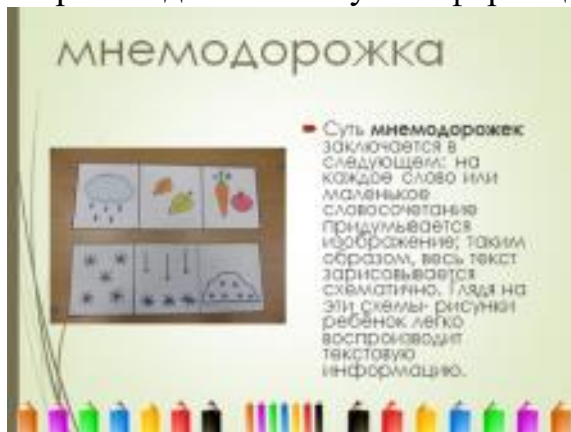 мнемодорожка
Суть мнемодорожек
заключается в
следующем: на
каждое слово или
маленькое
словосочетание
придумывается
изображение; таким
образом, весь текст
зарисовывается
схематично. Глядя на
эти схемы- рисунки
ребёнок легко
воспроизводит
текстовую
информацию.